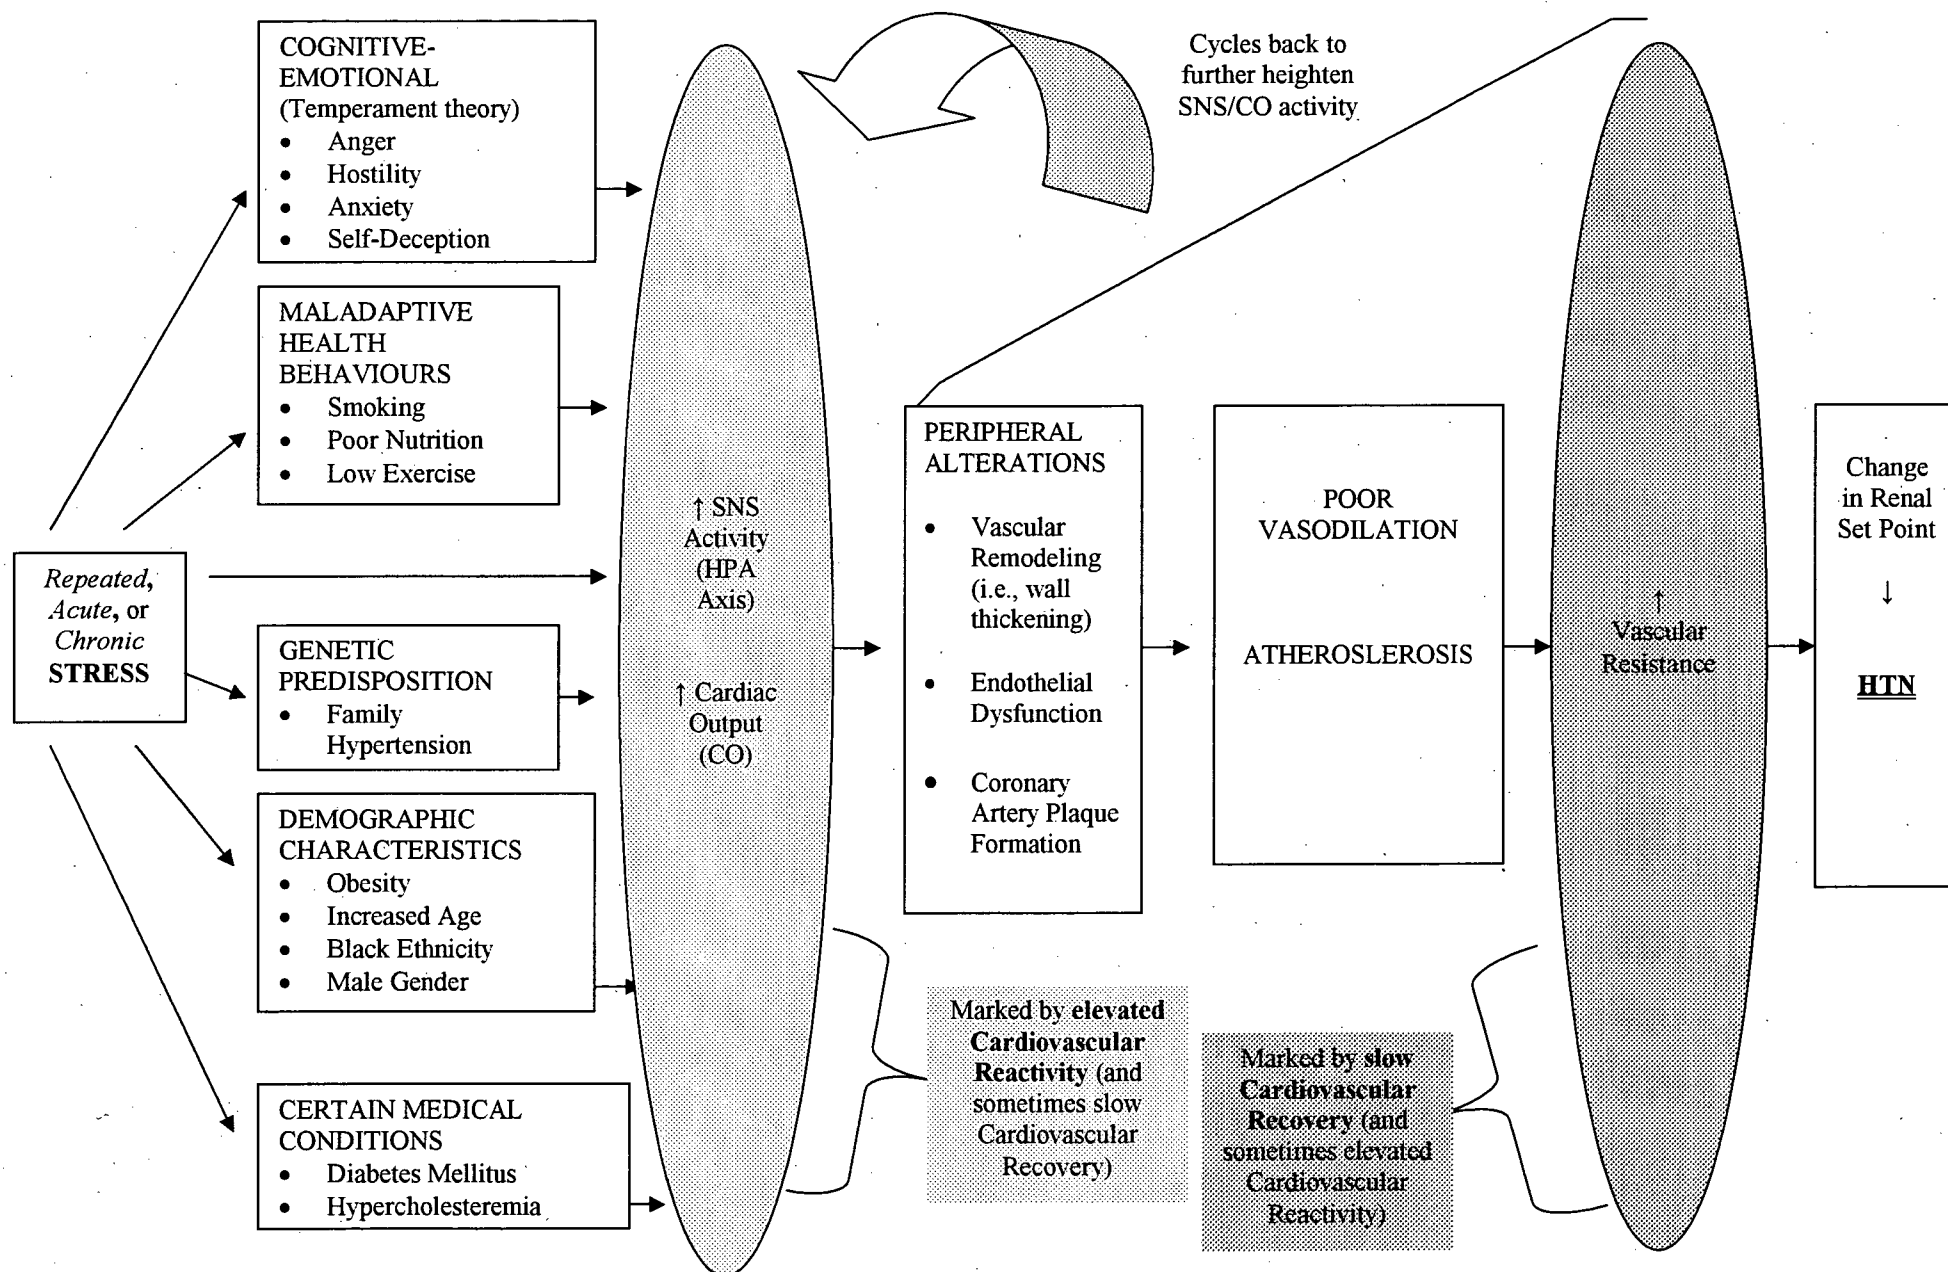 COGNITIVE-
EMOTIONAL
(Temperament theory)
• Anger
• Hostility
• Anxiety
• Self-Deception
MALADAPTIVE
HEALTH
BEHAVIOURS
• Smoking
• Poor Nutrition
• Low Exercise
Repeated,
Acute, or
Chronic
STRESS
GENETIC
PREDISPOSITION
• Family
Hypertension
DEMOGRAPHIC
CHARACTERISTICS
• Obesity
• Increased Age
• Black Ethnicity
• Male Gender
CERTAIN MEDICAL
CONDITIONS
• Diabetes Mellitus
• Hypercholesteremia
↑ SNS
Activity
(HPA
Axis)
↑ Cardiac
Output
(CO)
Cycles back to
further heighten
SNS/CO activity
PERIPHERAL
ALTERATIONS
• Vascular
Remodeling
(i.e., wall
thickening)
• Endothelial
Dysfunction
• Coronary
Artery Plaque
Formation
POOR
VASODILATION
ATHEROSLEROSIS
↑
Vascular
Resistance
Change
in Renal
Set Point
↓
HTN
Marked by elevated
Cardiovascular
Reactivity (and
sometimes slow
Cardiovascular
Recovery)
Marked by slow
Cardiovascular
Recovery (and
sometimes elevated
Cardiovascular
Reactivity)